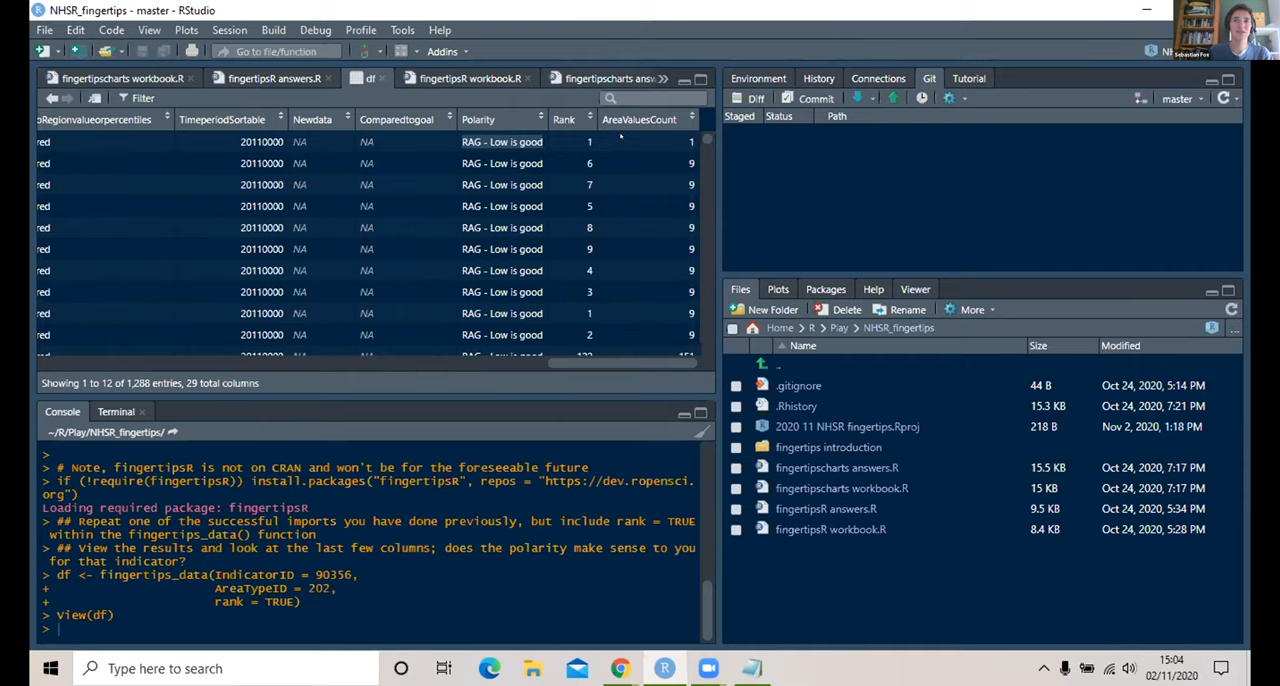 NHSR_fingertips - master - RStudio
File Edit Code View Plots Session Build Debug Profile Tools Help
Go to file/function Addins
Sebastian Fox
fingertipscharts workbook.R fingertipsR answers.R df fingertipsR workbook.R fingertipscharts ansv
Filter
oRegionvalueorpercentiles TimeperiodSortable Newdata Comparedtogoal Polarity Rank AreaValuesCount
red 20110000 NA NA RAG - Low is good 1 1
red 20110000 NA NA RAG - Low is good 6 9
red 20110000 NA NA RAG - Low is good 7 9
red 20110000 NA NA RAG - Low is good 5 9
red 20110000 NA NA RAG - Low is good 8 9
red 20110000 NA NA RAG - Low is good 9 9
red 20110000 NA NA RAG - Low is good 4 9
red 20110000 NA NA RAG - Low is good 3 9
red 20110000 NA NA RAG - Low is good 1 9
red 20110000 NA NA RAG - Low is good 2 9
Showing 1 to 12 of 1,288 entries, 29 total columns
Console Terminal
~/R/Play/NHSR_fingertips/
>
> # Note, fingertipsR is not on CRAN and won't be for the foreseeable future
> if (!require(fingertipsR)) install.packages("fingertipsR", repos = "https://dev.ropensci.
org")
Loading required package: fingertipsR
> ## Repeat one of the successful imports you have done previously, but include rank = TRUE
within the fingertips_data() function
> ## View the results and look at the last few columns; does the polarity make sense to you
for that indicator?
> df <- fingertips_data(IndicatorID = 90356,
+ AreaTypeID = 202,
+ rank = TRUE)
> View(df)
>
Environment History Connections Git Tutorial
Diff Commit master
Staged Status Path
Files Plots Packages Help Viewer
New Folder Delete Rename More
Home R Play NHSR_fingertips ...
Name Size Modified
..
.gitignore 44 B Oct 24, 2020, 5:14 PM
.Rhistory 15.3 KB Oct 24, 2020, 7:21 PM
2020 11 NHSR fingertips.Rproj 218 B Nov 2, 2020, 1:18 PM
fingertips introduction
fingertipscharts answers.R 15.5 KB Oct 24, 2020, 7:17 PM
fingertipscharts workbook.R 15 KB Oct 24, 2020, 7:17 PM
fingertipsR answers.R 9.5 KB Oct 24, 2020, 5:34 PM
fingertipsR workbook.R 8.4 KB Oct 24, 2020, 5:28 PM
Type here to search
15:04
02/11/2020